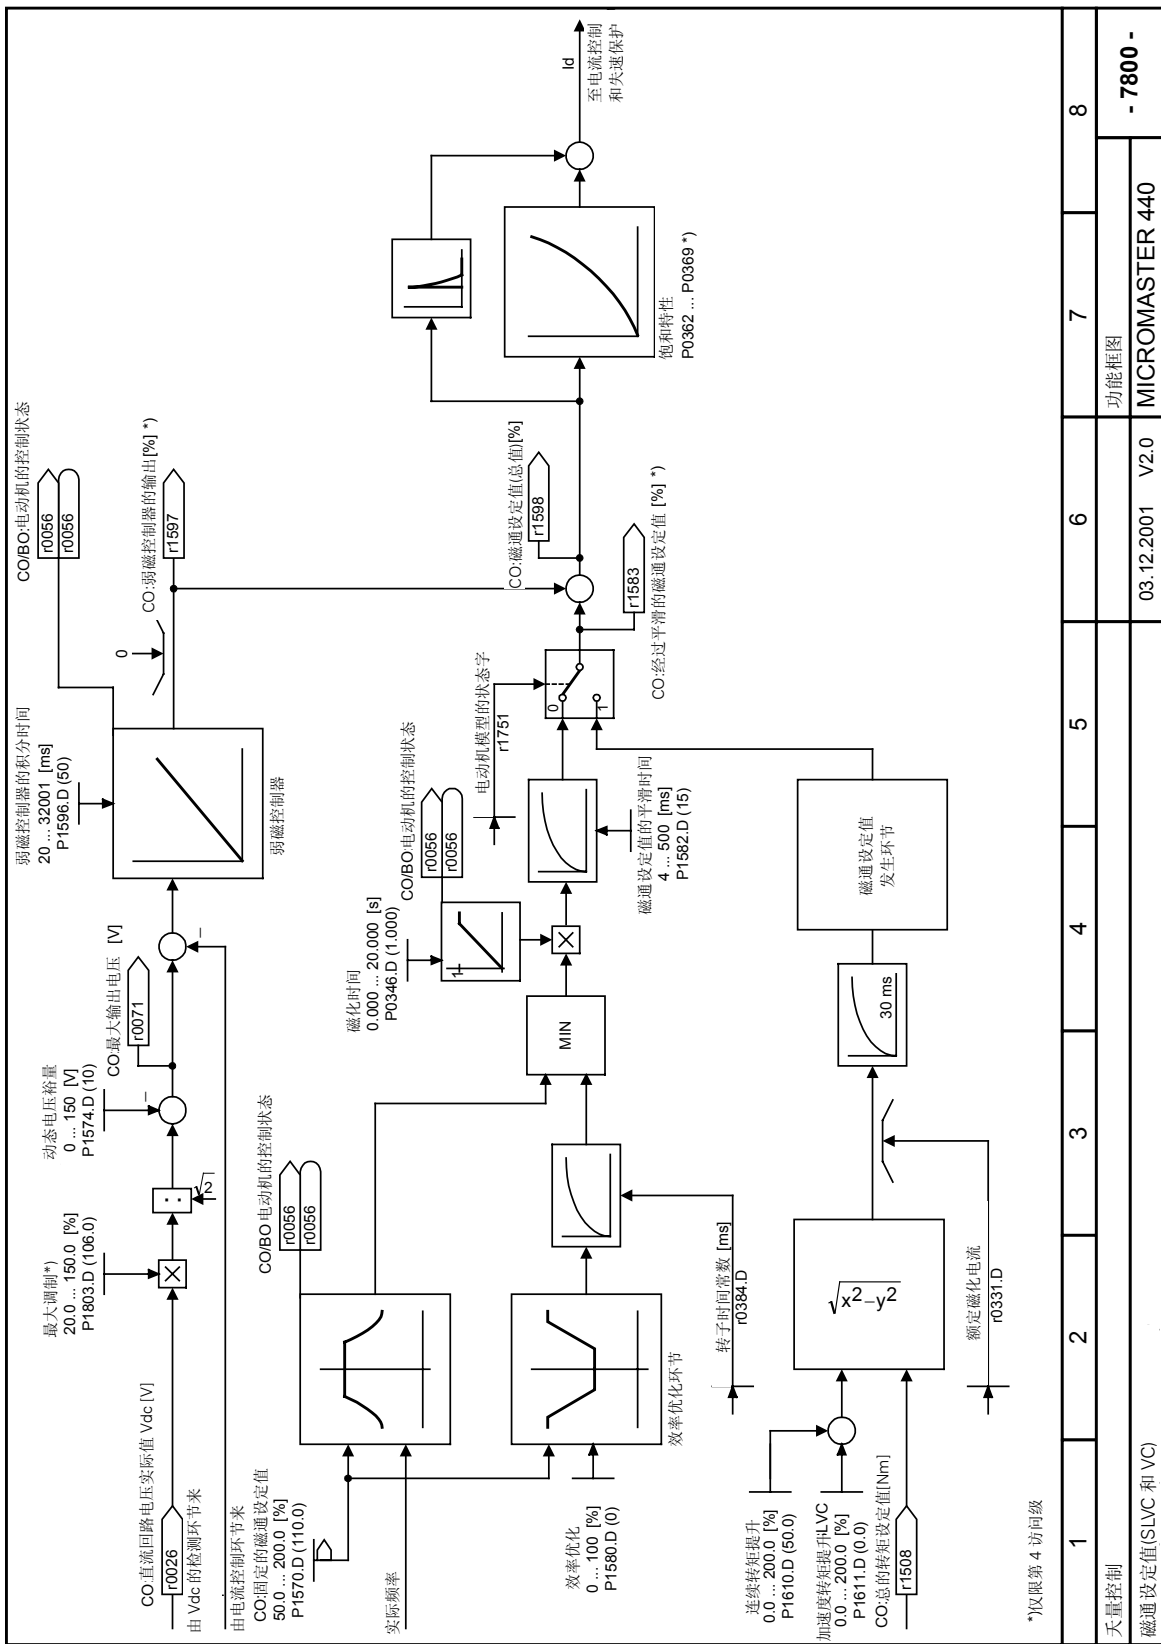 CO:直流回路电压实际值 Vdc [V]
r0026
由 Vdc 的检测环节来
由电流控制环节来
最大调制*)
20.0 ... 150.0 [%]
P1803.D (106.0)
√2
动态电压裕量
0 ... 150 [V]
P1574.D (10)
–
CO:最大输出电压 [V]
r0071
–
弱磁控制器的积分时间
20 ... 32001 [ms]
P1596.D (50)
弱磁控制器
0
CO/BO:电动机的控制状态
r0056
r0056
CO:弱磁控制器的输出[%] *)
r1597
CO:固定的磁通设定值
50.0 ... 200.0 [%]
P1570.D (110.0)
实际频率
CO/BO 电动机的控制状态
r0056
r0056
效率优化
0 ... 100 [%]
P1580.D (0)
效率优化环节
转子时间常数 [ms]
r0384.D
MIN
磁化时间
0.000 ... 20.000 [s]
P0346.D (1.000)
1
CO/BO:电动机的控制状态
r0056
r0056
磁通设定值的平滑时间
4 ... 500 [ms]
P1582.D (15)
电动机模型的状态字
r1751
0
1
CO:经过平滑的磁通设定值 [%] *)
r1583
CO:磁通设定值(总值)[%]
r1598
饱和特性
P0362 ... P0369 *)
Id
至电流控制
和失速保护
连续转矩提升
0.0 ... 200.0 [%]
P1610.D (50.0)
加速度转矩提升LVC
0.0 ... 200.0 [%]
P1611.D (0.0)
CO:总的转矩设定值[Nm]
r1508
√x2–y2
额定磁化电流
r0331.D
30 ms
磁通设定值
发生环节
*)仅限第 4 访问级
1 2 3 4 5 6 7 8
矢量控制
磁通设定值(SLVC 和 VC)
03.12.2001 V2.0
功能框图
MICROMASTER 440
- 7800 -